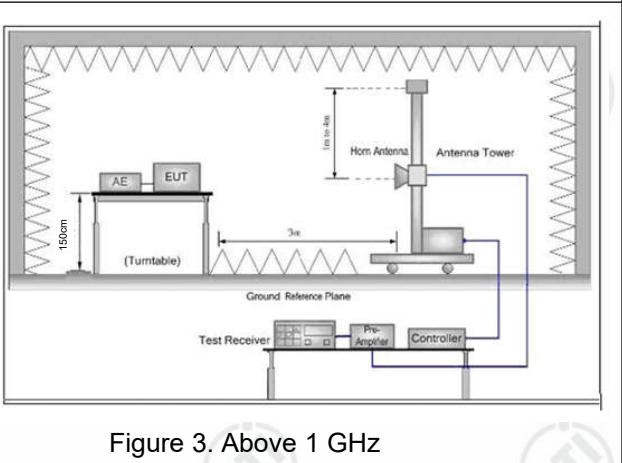 1m to 4m
Horn Antenna
Antenna Tower
AE
EUT
150cm
(Turntable)
3m
Ground Reference Plane
Test Receiver
Pre-
Amplifier
Controller
Figure 3. Above 1 GHz